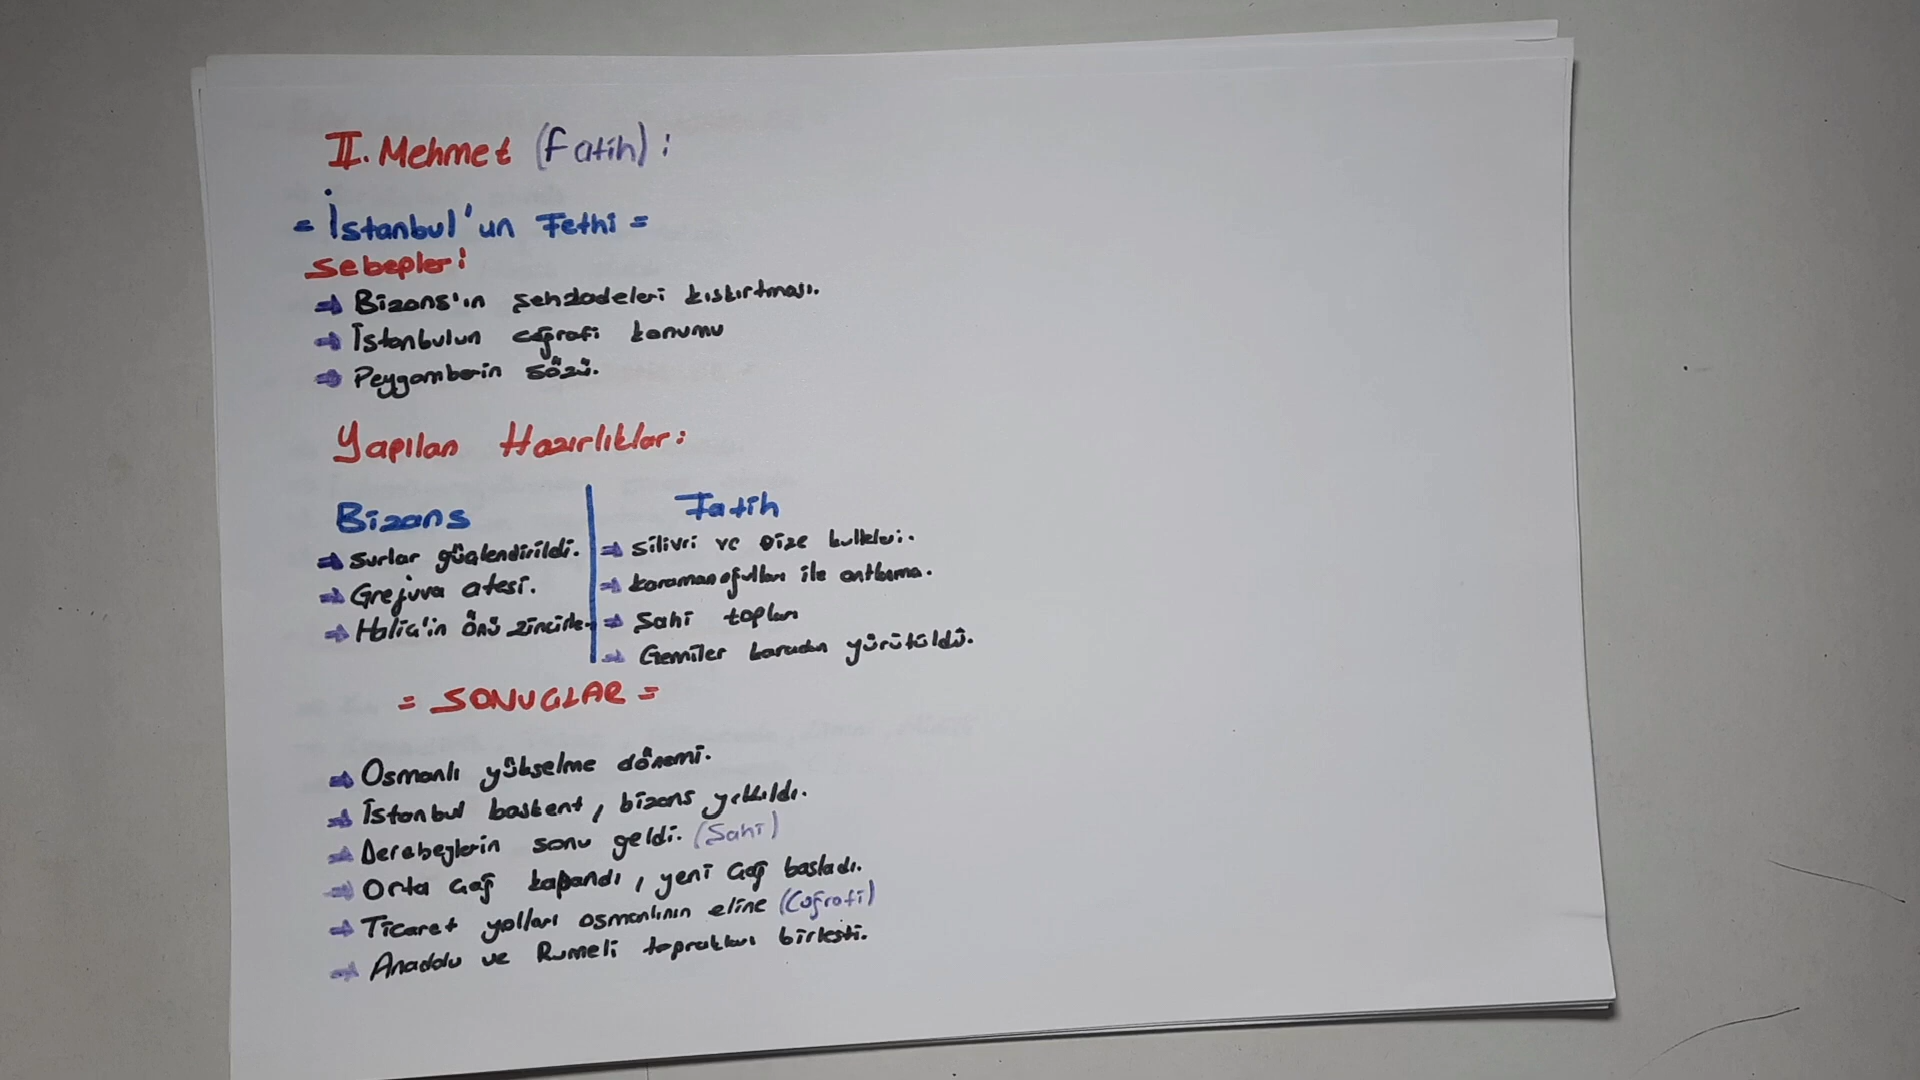 II. Mehmet (Fatih):
= İstanbul'un Fethi =
Sebepler:
⇒ Bizans'ın şehzadeleri kışkırtması.
⇒ İstanbulun coğrafi konumu
⇒ Peygamberin sözü.
Yapılan Hazırlıklar:
Bizans
⇒ Surlar güçlendirildi.
⇒ Grejuva ateşi.
⇒ Haliç'in önü zincirle
Fatih
⇒ Silivri ve Vize kulleleri.
⇒ Karamanoğulları ile antlaşma.
⇒ Şahi topları
⇒ Gemiler karadan yürütüldü.
= SONUÇLAR =
⇒ Osmanlı yükselme dönemi.
⇒ İstanbul başkent, bizans yıkıldı.
⇒ Derebeylerin sonu geldi. (Şahi)
⇒ Orta Çağ kapandı, yeni Çağ başladı.
⇒ Ticaret yolları osmanlının eline (Coğrafi)
⇒ Anadolu ve Rumeli toprakları birleşti.